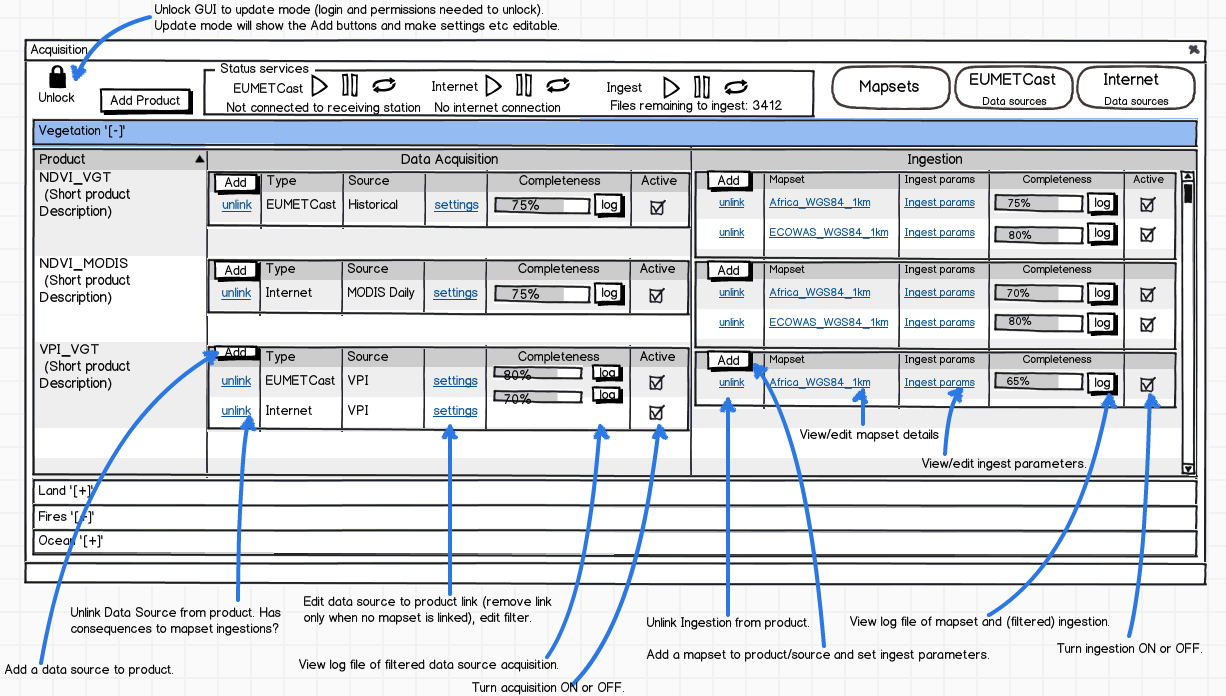 Unlock GUI to update mode (login and permissions needed to unlock).
Update mode will show the Add buttons and make settings etc editable.
Acquisition
Unlock
Add Product
Status services
EUMETCast
Not connected to receiving station
Internet
No internet connection
Ingest
Files remaining to ingest: 3412
Mapsets
EUMETCast
Data sources
Internet
Data sources
Vegetation '[-]'
Product
Data Acquisition
Ingestion
NDVI_VGT
(Short product
Description)
Add Type Source Completeness Active
unlink EUMETCast Historical settings 75% log
Add Mapset Ingest params Completeness Active
unlink Africa_WGS84_1km Ingest params 75% log
unlink ECOWAS_WGS84_1km Ingest params 80% log
NDVI_MODIS
(Short product
Description)
Add Type Source Completeness Active
unlink Internet MODIS Daily settings 75% log
Add Mapset Ingest params Completeness
unlink Africa_WGS84_1km Ingest params 70% log
unlink ECOWAS_WGS84_1km Ingest params 80% log
VPI_VGT
(Short product
Description)
Add Type Source Completeness Active
unlink EUMETCast VPI settings 80% log
unlink Internet VPI settings 70% log
Add Mapset Ingest params Completeness Active
unlink Africa_WGS84_1km Ingest params 65% log
View/edit mapset details
View/edit ingest parameters.
Land '[+]'
Fires '[+]'
Ocean '[+]'
Unlink Data Source from product. Has
consequences to mapset ingestions?
Edit data source to product link (remove link
only when no mapset is linked), edit filter.
Unlink Ingestion from product.
View log file of mapset and (filtered) ingestion.
Add a data source to product.
View log file of filtered data source acquisition.
Add a mapset to product/source and set ingest parameters.
Turn ingestion ON or OFF.
Turn acquisition ON or OFF.